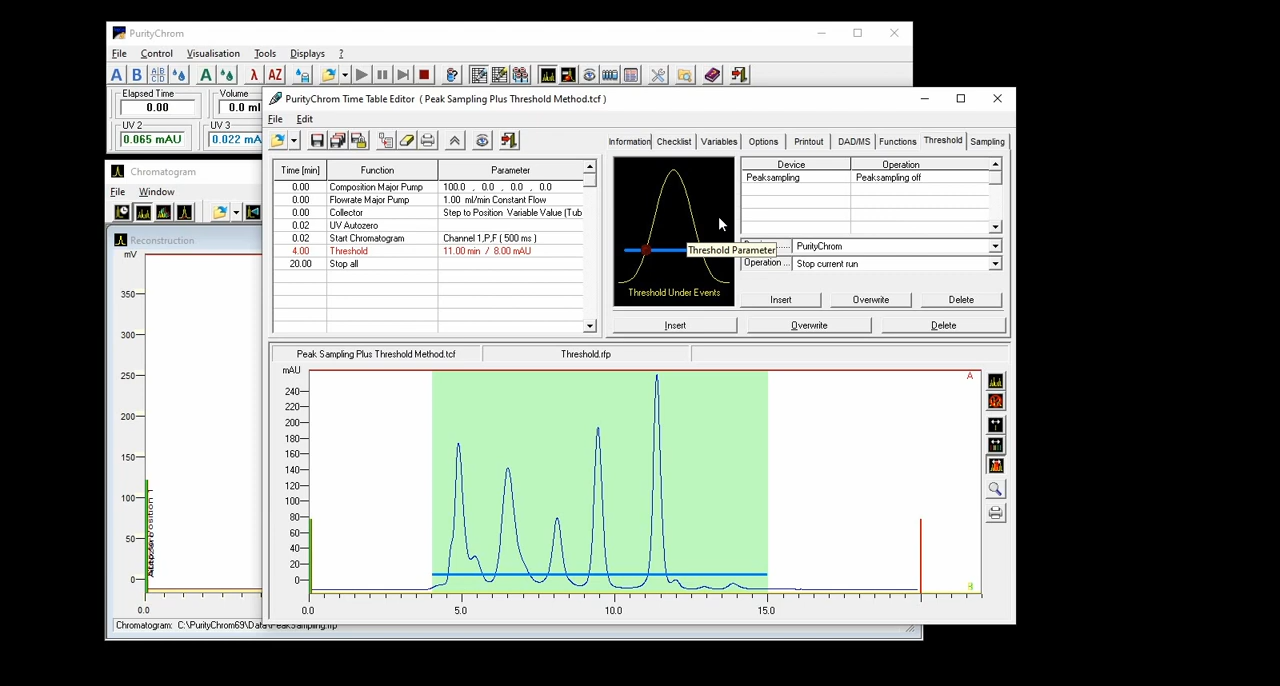 PurityChrom
File Control Visualisation Tools Displays ?
Elapsed Time
0.00
Volume
0.0 ml
UV 2
0.065 mAU
UV 3
0.022 mA
Chromatogram
File Window
Reconstruction
mV
350
300
250
200
150
100
50
0
0.0
Chromatogram: C:\PurityChrom69\Data\PeakSampling.rfp
PurityChrom Time Table Editor ( Peak Sampling Plus Threshold Method.tcf )
File Edit
Information Checklist Variables Options Printout DAD/MS Functions Threshold Sampling
Time [min] Function Parameter
0.00 Composition Major Pump 100.0 , 0.0 , 0.0 , 0.0
0.00 Flowrate Major Pump 1.00 ml/min Constant Flow
0.00 Collector Step to Position Variable Value (Tub
0.02 UV Autozero
0.02 Start Chromatogram Channel 1,P,F ( 500 ms )
4.00 Threshold 11.00 min / 8.00 mAU
20.00 Stop all
Threshold Under Events
Threshold Parameter
Device Operation
Peaksampling Peaksampling off
PurityChrom
Operation ... Stop current run
Insert Overwrite Delete
Insert Overwrite Delete
Peak Sampling Plus Threshold Method.tcf Threshold.rfp
mAU
A
240
220
200
180
160
140
120
100
80
60
40
20
0
B
0.0 5.0 10.0 15.0